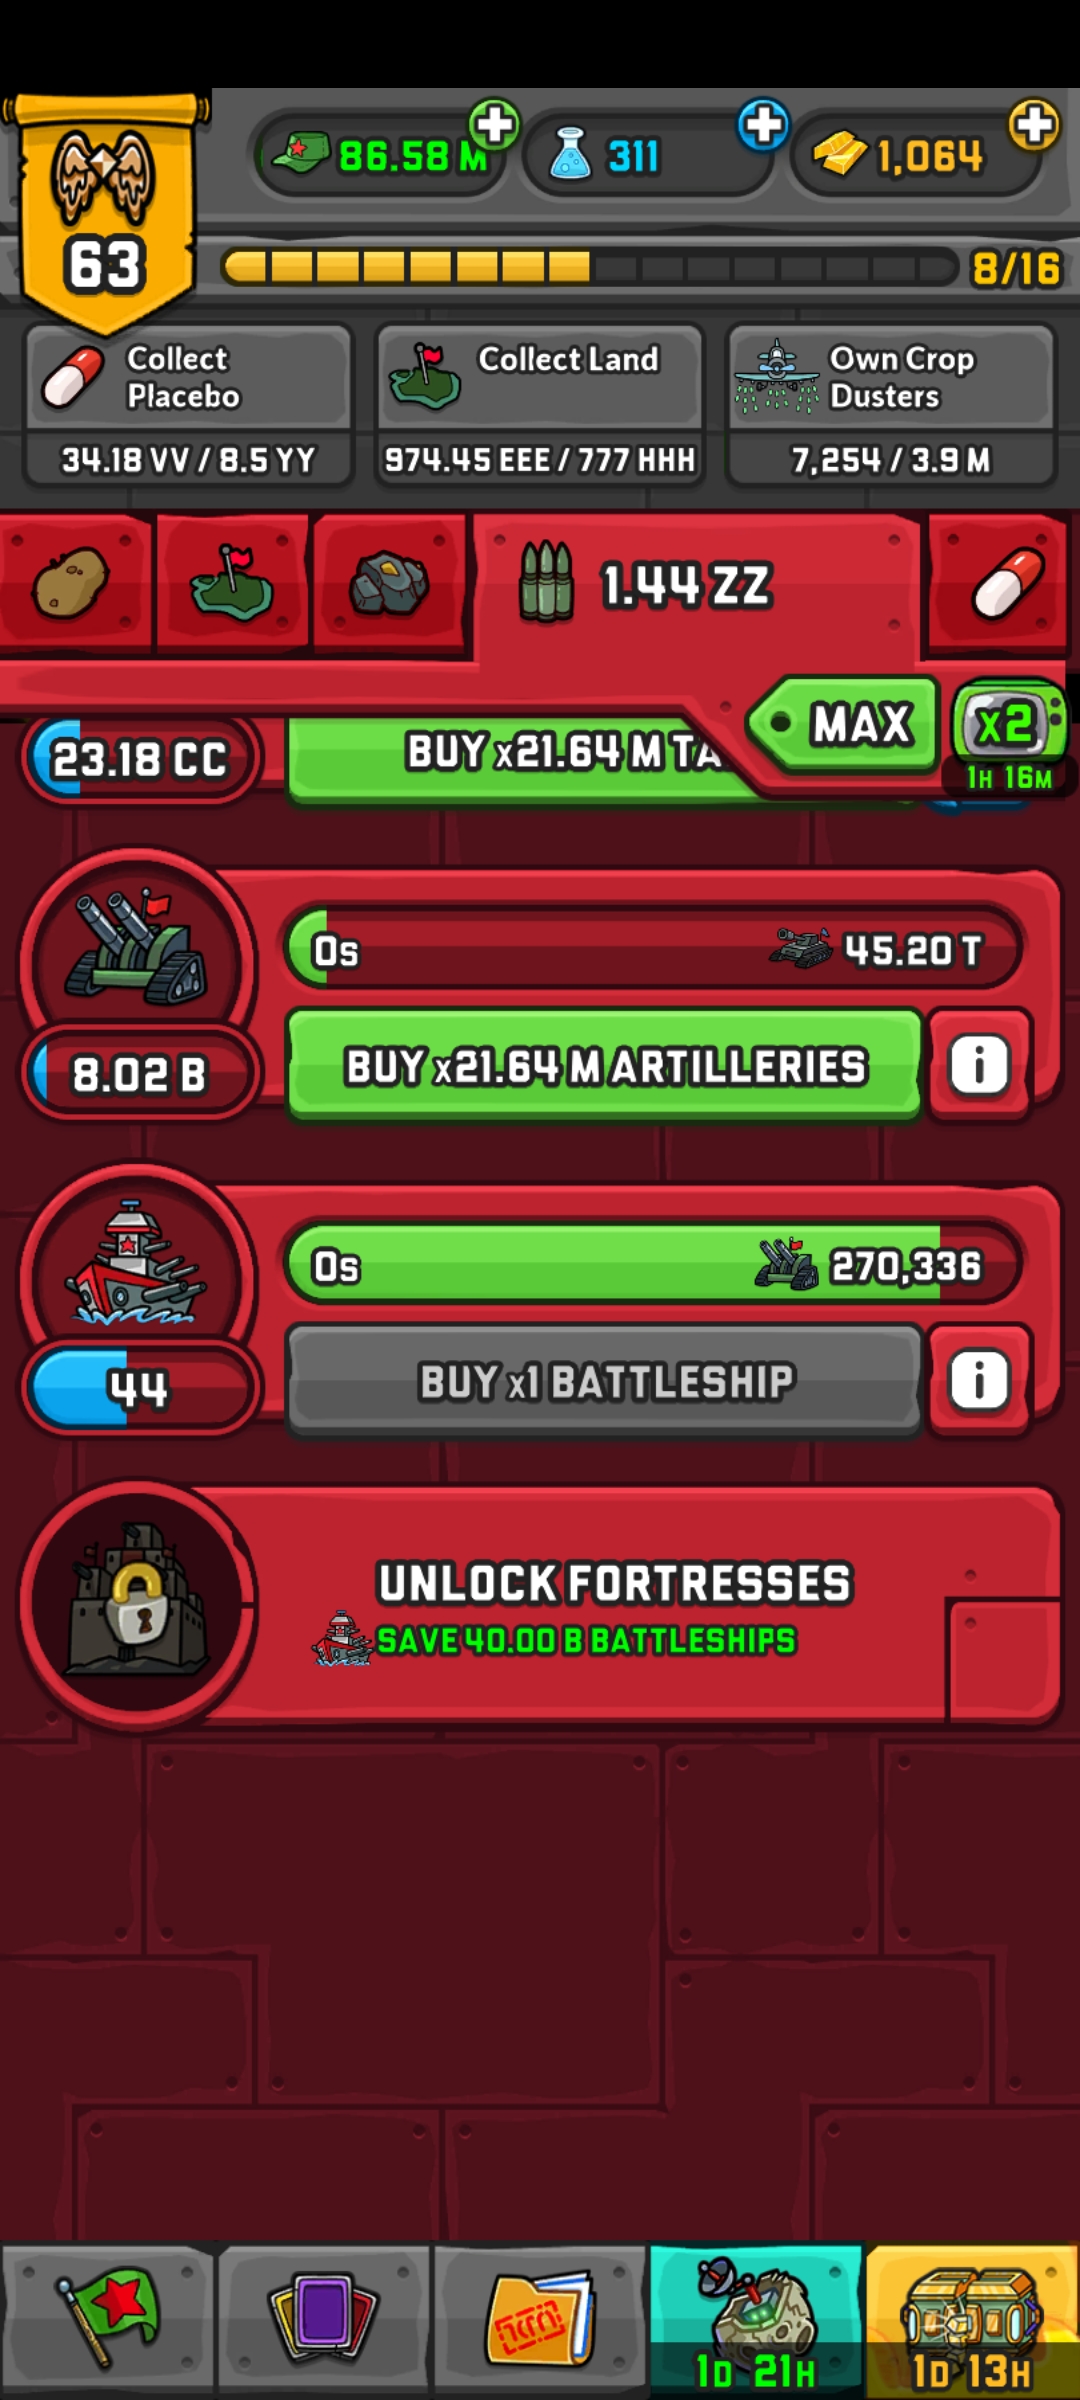 86.58 M
311
1,064
63
8/16
Collect
Placebo
34.18 VV / 8.5 YY
Collect Land
974.45 EEE / 777 HHH
Own Crop
Dusters
7,254 / 3.9 M
1.44 ZZ
MAX
x2
1H 16M
23.18 CC
BUY x21.64 M TA
0s
45.20 T
8.02 B
BUY x21.64 M ARTILLERIES
i
0s
270,336
44
BUY x1 BATTLESHIP
i
UNLOCK FORTRESSES
SAVE 40.00 B BATTLESHIPS
1D 21H
1D 13H